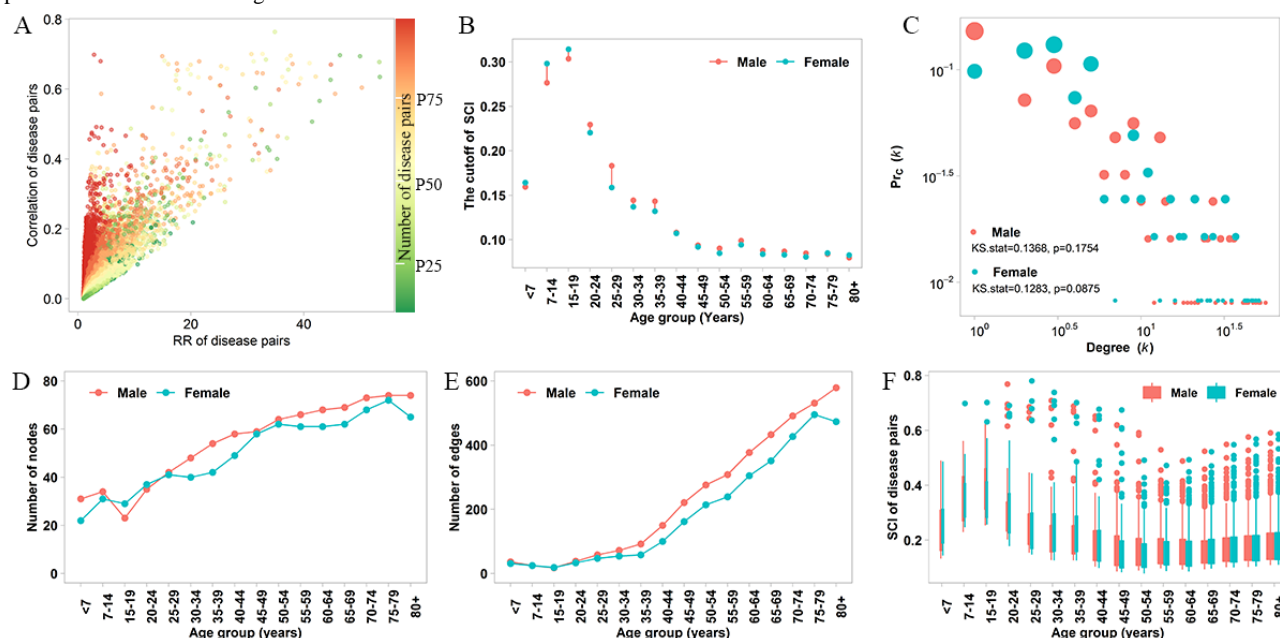 A
0.8
0.6
0.4
0.2
0.0
Correlation of disease pairs
0
20
40
RR of disease pairs
Number of disease pairs
P75
P50
P25
B
0.30
0.25
0.20
0.15
0.10
The cutoff of SCI
Male
Female
<7
7-14
15-19
20-24
25-29
30-34
35-39
40-44
45-49
50-54
55-59
60-64
65-69
70-74
75-79
80+
Age group (Years)
C
10^-1
10^-1.5
10^-2
Pr_C (k)
Male
KS.stat=0.1368, p=0.1754
Female
KS.stat=0.1283, p=0.0875
10^0
10^0.5
10^1
10^1.5
Degree (k)
D
80
60
40
20
0
Number of nodes
Male
Female
<7
7-14
15-19
20-24
25-29
30-34
35-39
40-44
45-49
50-54
55-59
60-64
65-69
70-74
75-79
80+
Age group (years)
E
600
400
200
0
Number of edges
Male
Female
<7
7-14
15-19
20-24
25-29
30-34
35-39
40-44
45-49
50-54
55-59
60-64
65-69
70-74
75-79
80+
Age group (years)
F
0.8
0.6
0.4
0.2
SCI of disease pairs
Male
Female
<7
7-14
15-19
20-24
25-29
30-34
35-39
40-44
45-49
50-54
55-59
60-64
65-69
70-74
75-79
80+
Age group (years)